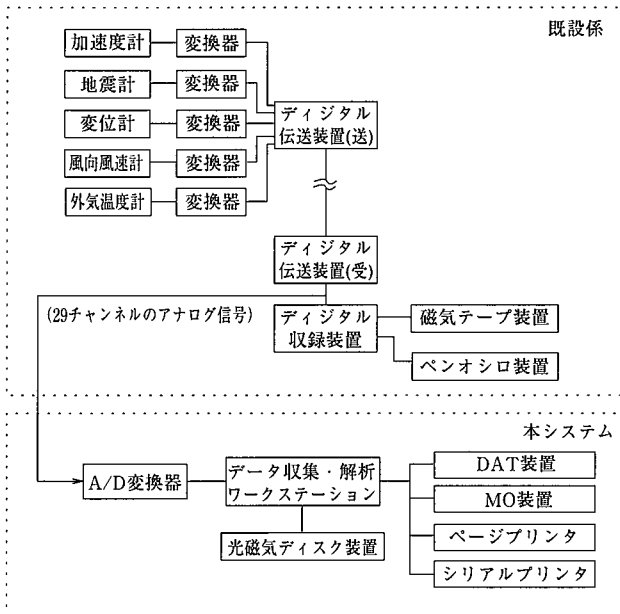 既設係
加速度計
変換器
地震計
変換器
変位計
変換器
風向風速計
変換器
外気温度計
変換器
ディジタル
伝送装置(送)
ディジタル
伝送装置(受)
(29チャンネルのアナログ信号)
ディジタル
収録装置
磁気テープ装置
ペンオシロ装置
本システム
A/D変換器
データ収集・解析
ワークステーション
光磁気ディスク装置
DAT装置
MO装置
ページプリンタ
シリアルプリンタ